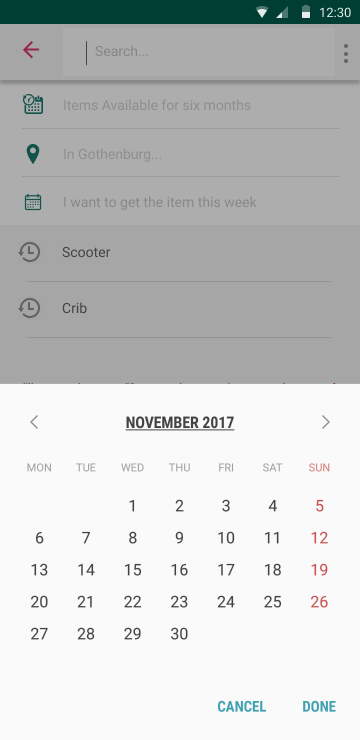 12:30
Search...
Items Available for six months
In Gothenburg...
I want to get the item this week
Scooter
Crib
NOVEMBER 2017
MON TUE WED THU FRI SAT SUN
1 2 3 4 5
6 7 8 9 10 11 12
13 14 15 16 17 18 19
20 21 22 23 24 25 26
27 28 29 30
CANCEL DONE